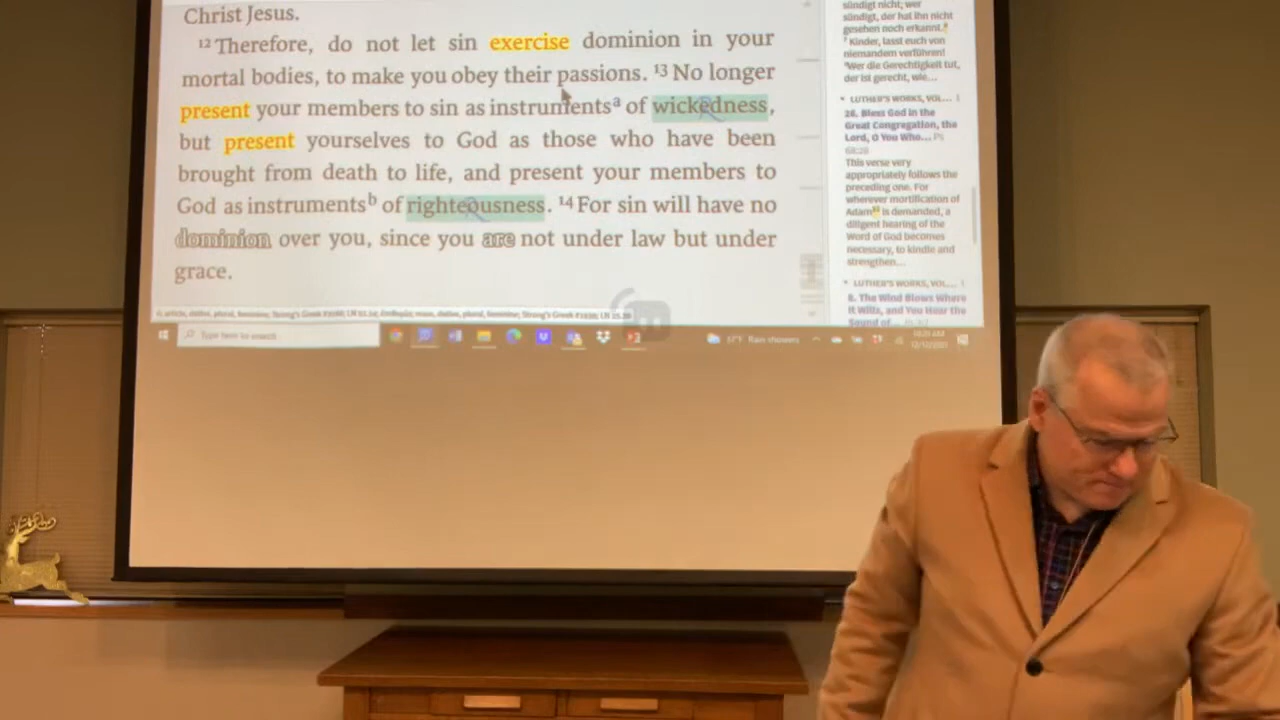 Christ Jesus.
12 Therefore, do not let sin exercise dominion in your
mortal bodies, to make you obey their passions. 13 No longer
present your members to sin as instruments a of wickedness,
but present yourselves to God as those who have been
brought from death to life, and present your members to
God as instruments b of righteousness. 14 For sin will have no
dominion over you, since you are not under law but under
grace.
Type here to search
Rain showers
sündigt nicht; wer
sündigt, der hat ihn nicht
gesehen noch erkannt.
7 Kinder, lasst euch von
niemandem verführen!
Wer die Gerechtigkeit tut,
der ist gerecht, wie...
LUTHER'S WORKS, VOL...
26. Bless God in the
Great Congregation, the
Lord, O You Who... Ps
68:26
This verse very
appropriately follows the
preceding one. For
wherever mortification of
Adam is demanded, a
diligent hearing of the
Word of God becomes
necessary, to kindle and
strengthen...
LUTHER'S WORKS, VOL...
8. The Wind Blows Where
It Wills, and You Hear the
Sound of...